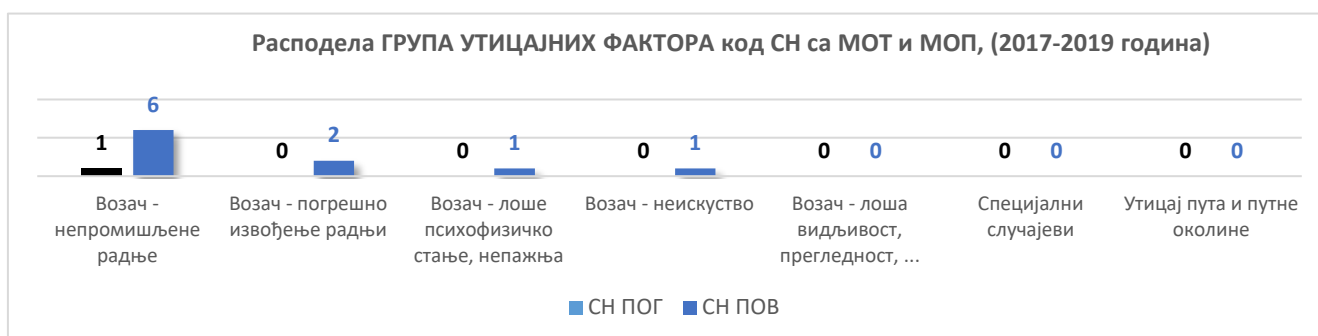 Расподела ГРУПА УТИЦАЈНИХ ФАКТОРА код СН са МОТ и МОП, (2017-2019 година)
1 6 0 2 0 1 0 1 0 0 0 0 0 0
Возач -
непромишљене
радње
Возач - погрешно
извођење радњи
Возач - лоше
психофизичко
стање, непажња
Возач - неискуство
Возач - лоша
видљивост,
прегледност, ...
Специјални
случајеви
Утицај пута и путне
околине
СН ПОГ СН ПОВ